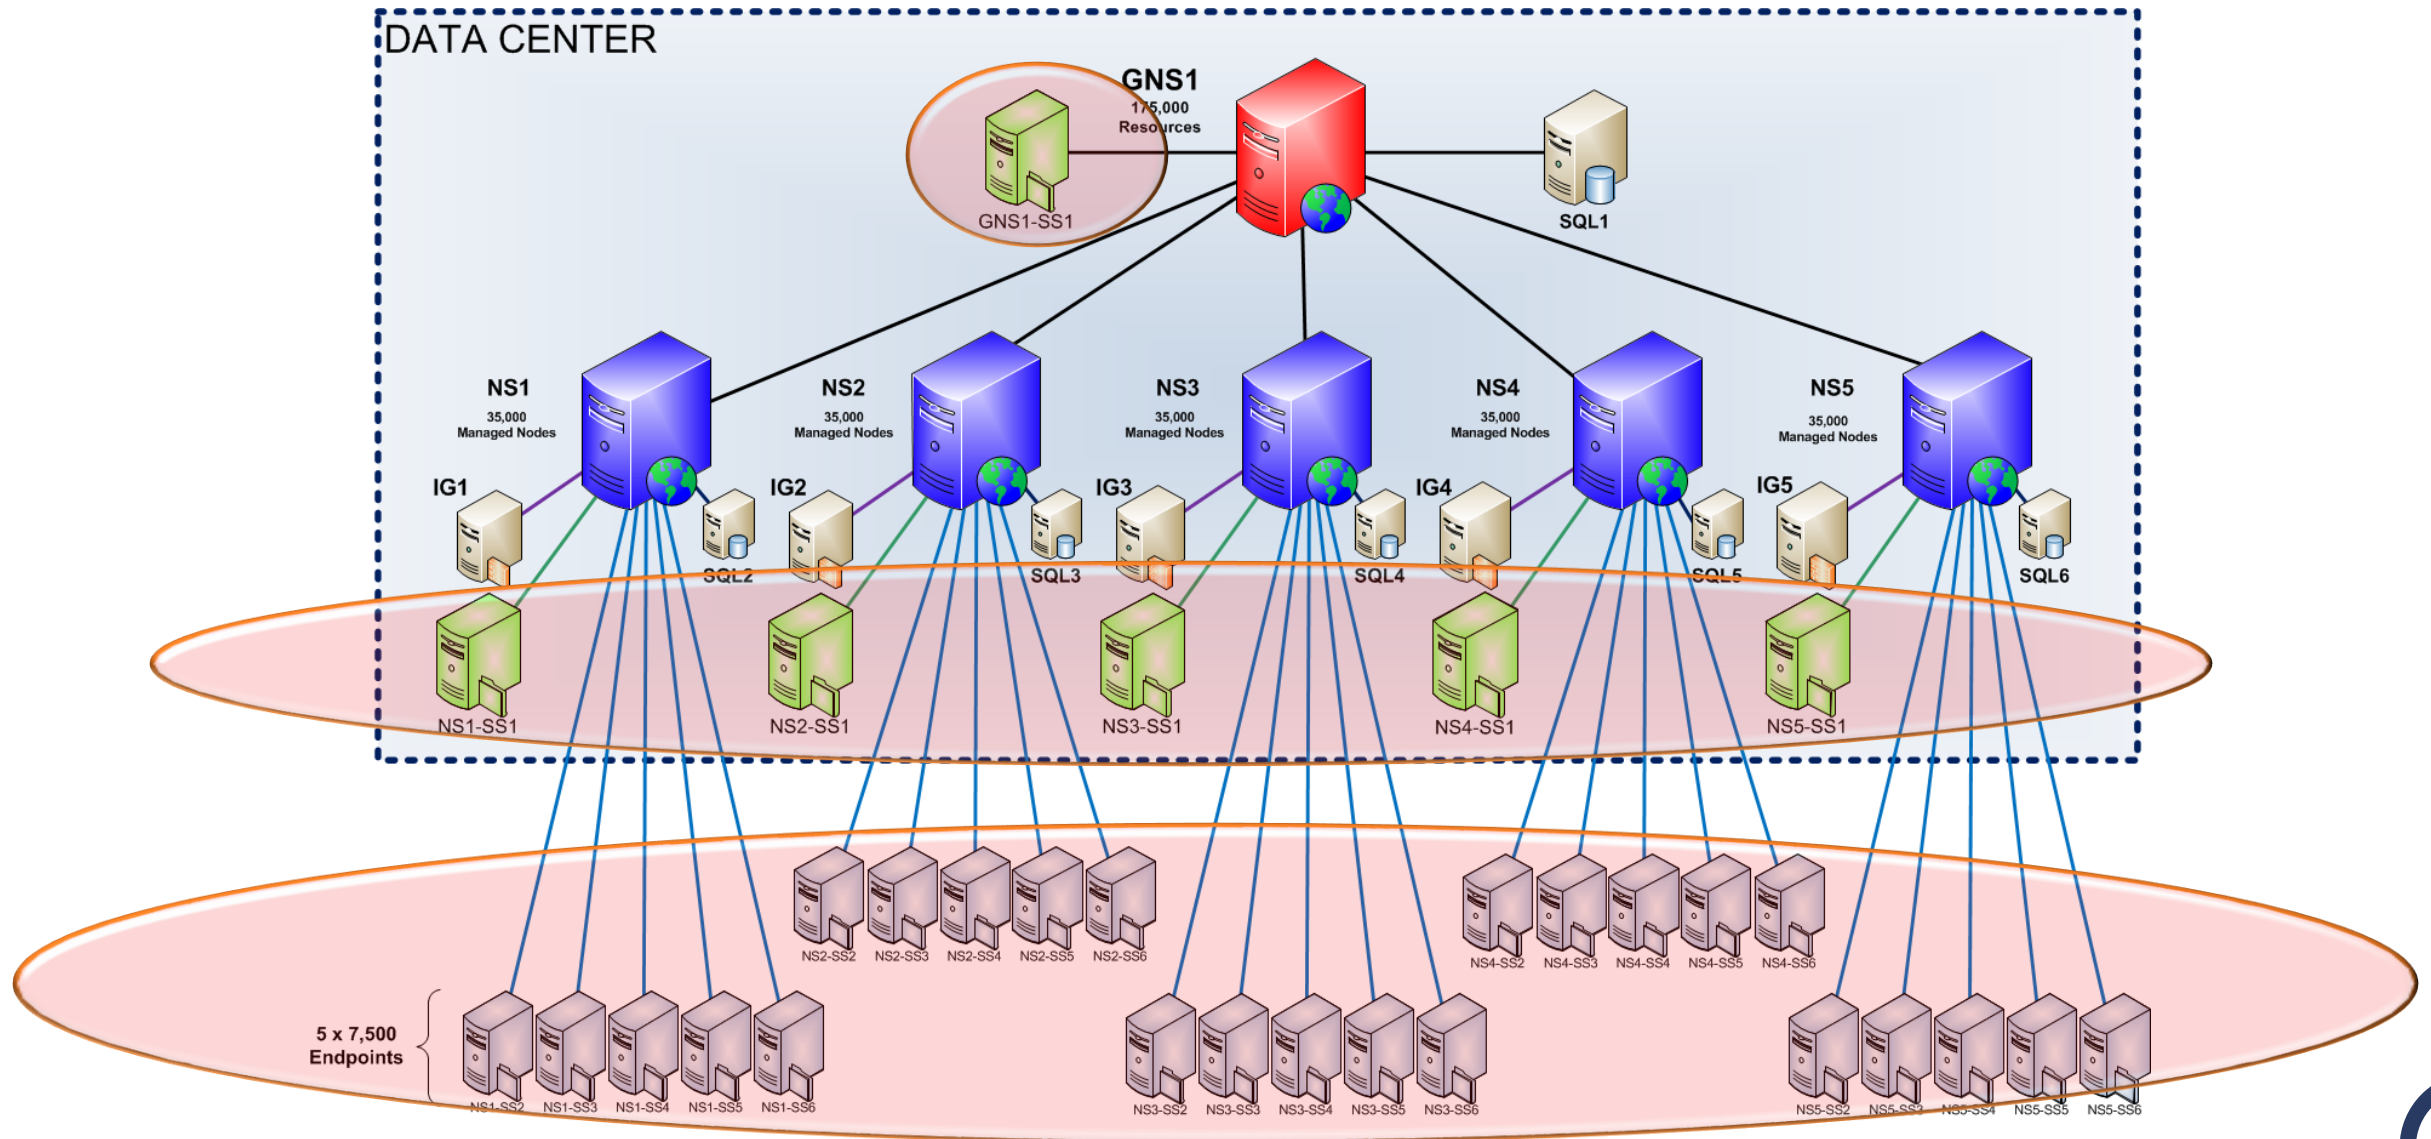 DATA CENTER
GNS1
175,000
Resources
GNS1-SS1
SQL1
NS1
35,000
Managed Nodes
NS2
35,000
Managed Nodes
NS3
35,000
Managed Nodes
NS4
35,000
Managed Nodes
NS5
35,000
Managed Nodes
IG1
IG2
IG3
IG4
IG5
SQL2
SQL3
SQL4
SQL5
SQL6
NS1-SS1
NS2-SS1
NS3-SS1
NS4-SS1
NS5-SS1
NS2-SS2
NS2-SS3
NS2-SS4
NS2-SS5
NS2-SS6
NS4-SS2
NS4-SS3
NS4-SS4
NS4-SS5
NS4-SS6
5 x 7,500
Endpoints
NS1-SS2
NS1-SS3
NS1-SS4
NS1-SS5
NS1-SS6
NS3-SS2
NS3-SS3
NS3-SS4
NS3-SS5
NS3-SS6
NS5-SS2
NS5-SS3
NS5-SS4
NS5-SS5
NS5-SS6